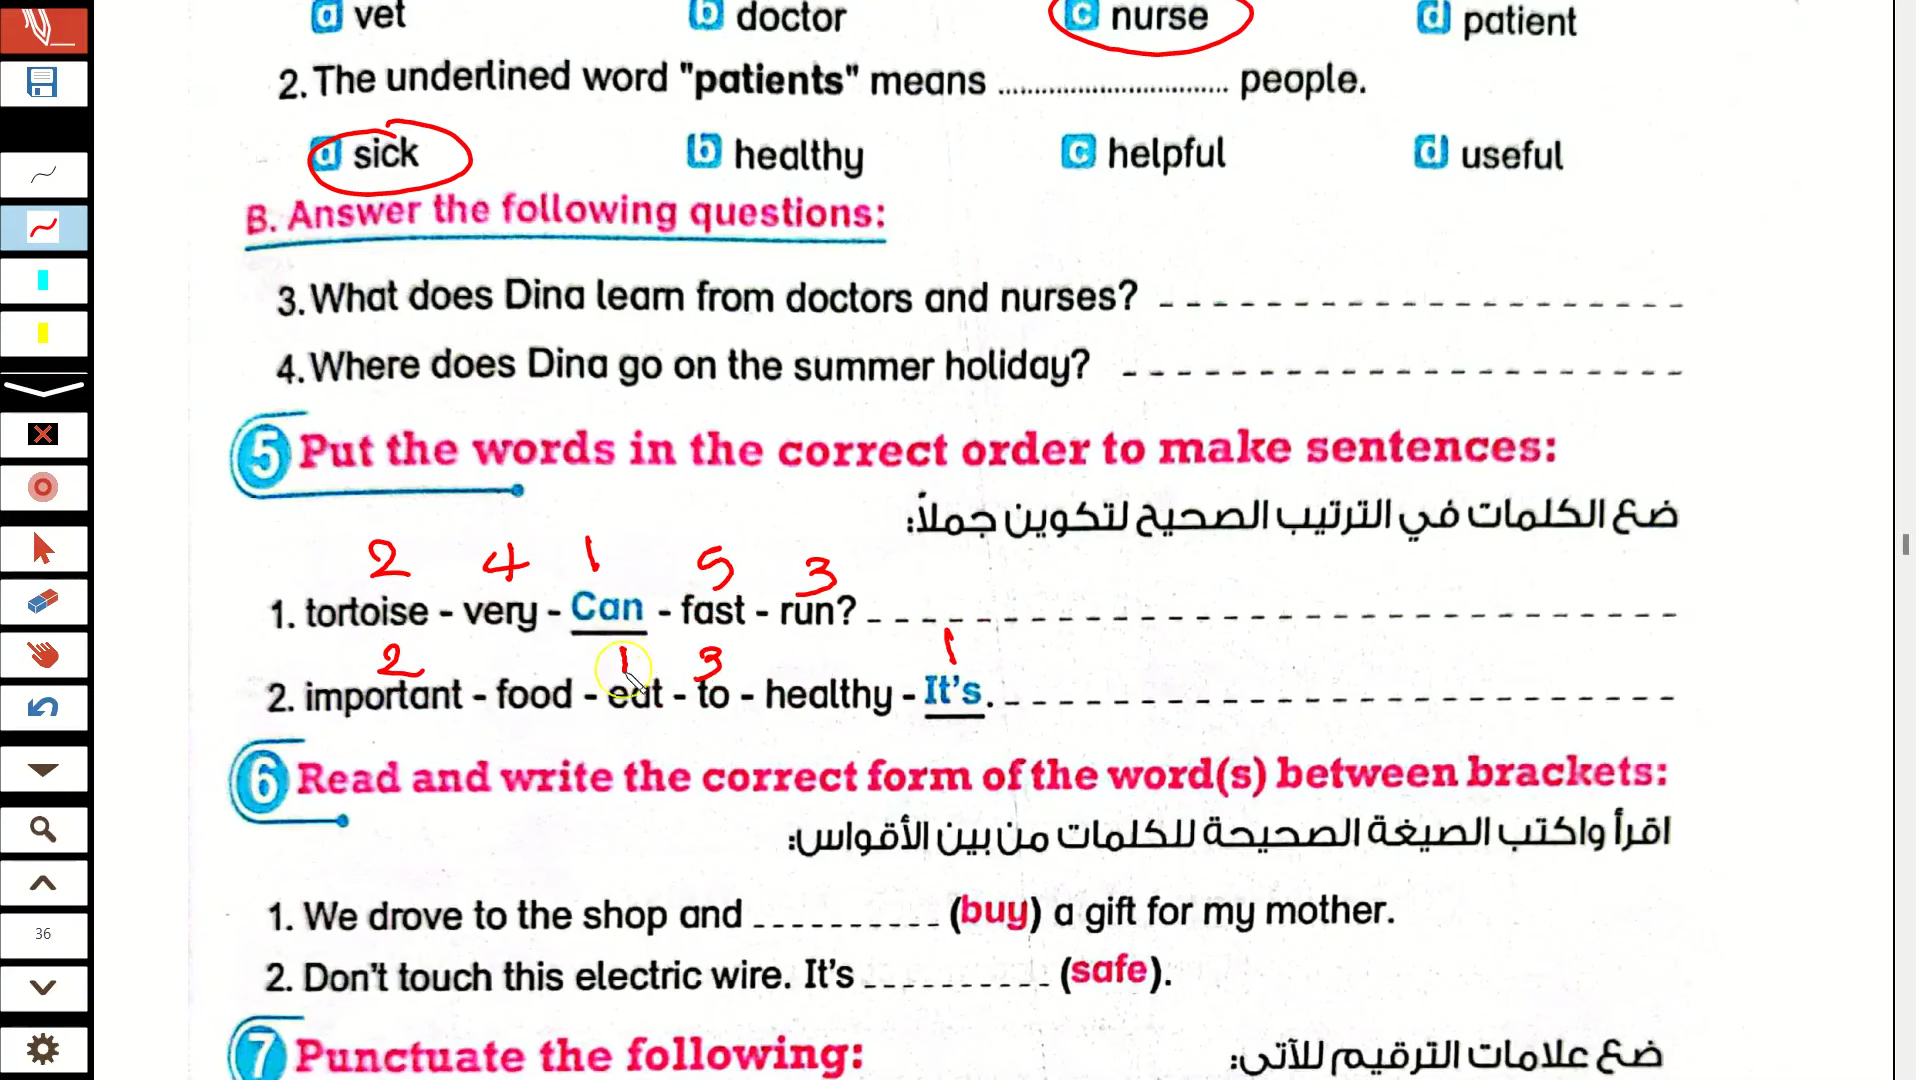 a vet b doctor c nurse d patient
2. The underlined word "patients" means .............................. people.
a sick b healthy c helpful d useful
B. Answer the following questions:
3. What does Dina learn from doctors and nurses? - - - - - - - - - - - - - - - - - - - -
4. Where does Dina go on the summer holiday? - - - - - - - - - - - - - - - - - - - - -
5 Put the words in the correct order to make sentences:
ضع الكلمات في الترتيب الصحيح لتكوين جملاً:
2 4 1 5 3
1. tortoise - very - Can - fast - run? - - - - - - - - - - - - - - - - - - - - - - - - - - - - - -
2 1 3 1
2. important - food - eat - to - healthy - It's. - - - - - - - - - - - - - - - - - - - - - - - - -
6 Read and write the correct form of the word(s) between brackets:
اقرأ واكتب الصيغة الصحيحة للكلمات من بين الأقواس:
1. We drove to the shop and - - - - - - - - - - (buy) a gift for my mother.
2. Don't touch this electric wire. It's - - - - - - - - - - (safe).
36
7 Punctuate the following:
ضع علامات الترقيم للآتي: